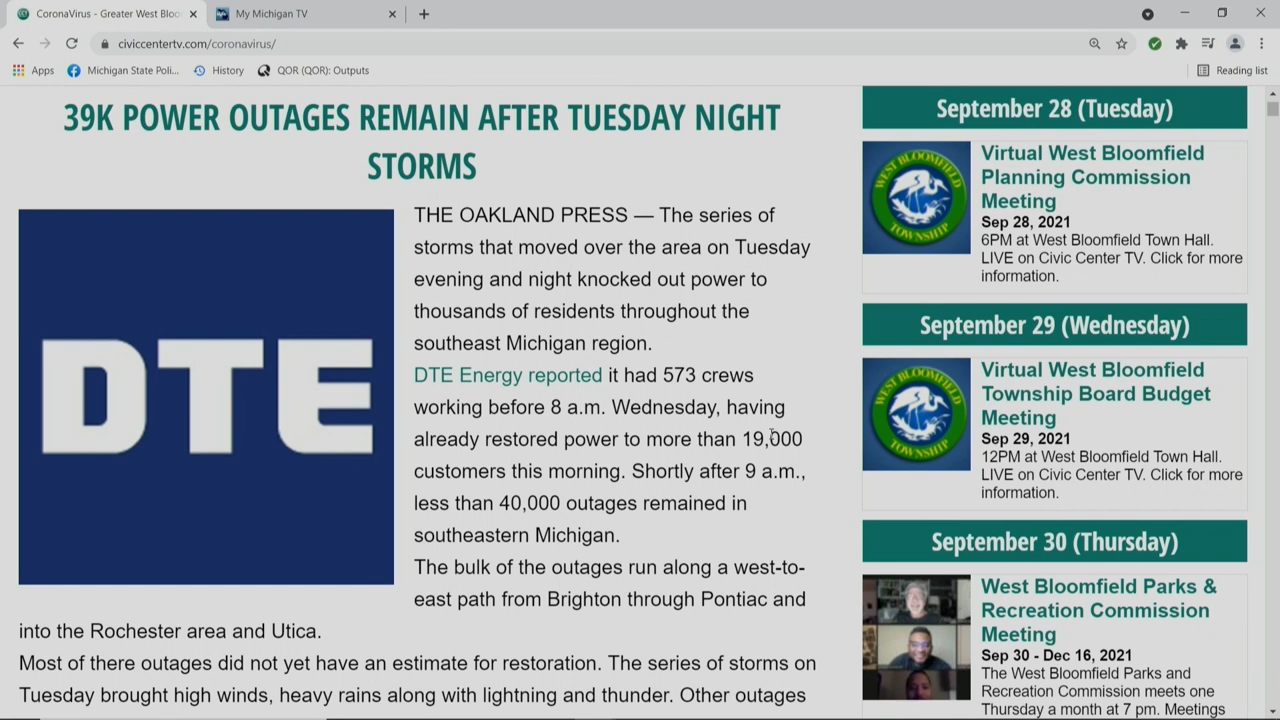 CoronaVirus - Greater West Bloo
My Michigan TV
civiccentertv.com/coronavirus/
Apps
Michigan State Poli...
History
QOR (QOR): Outputs
Reading list
39K POWER OUTAGES REMAIN AFTER TUESDAY NIGHT
STORMS
DTE
THE OAKLAND PRESS — The series of
storms that moved over the area on Tuesday
evening and night knocked out power to
thousands of residents throughout the
southeast Michigan region.
DTE Energy reported it had 573 crews
working before 8 a.m. Wednesday, having
already restored power to more than 19,000
customers this morning. Shortly after 9 a.m.,
less than 40,000 outages remained in
southeastern Michigan.
The bulk of the outages run along a west-to-
east path from Brighton through Pontiac and
into the Rochester area and Utica.
Most of there outages did not yet have an estimate for restoration. The series of storms on
Tuesday brought high winds, heavy rains along with lightning and thunder. Other outages
September 28 (Tuesday)
WEST BLOOMFIELD
TOWNSHIP
Virtual West Bloomfield
Planning Commission
Meeting
Sep 28, 2021
6PM at West Bloomfield Town Hall.
LIVE on Civic Center TV. Click for more
information.
September 29 (Wednesday)
WEST BLOOMFIELD
TOWNSHIP
Virtual West Bloomfield
Township Board Budget
Meeting
Sep 29, 2021
12PM at West Bloomfield Town Hall.
LIVE on Civic Center TV. Click for more
information.
September 30 (Thursday)
West Bloomfield Parks &
Recreation Commission
Meeting
Sep 30 - Dec 16, 2021
The West Bloomfield Parks and
Recreation Commission meets one
Thursday a month at 7 pm. Meetings